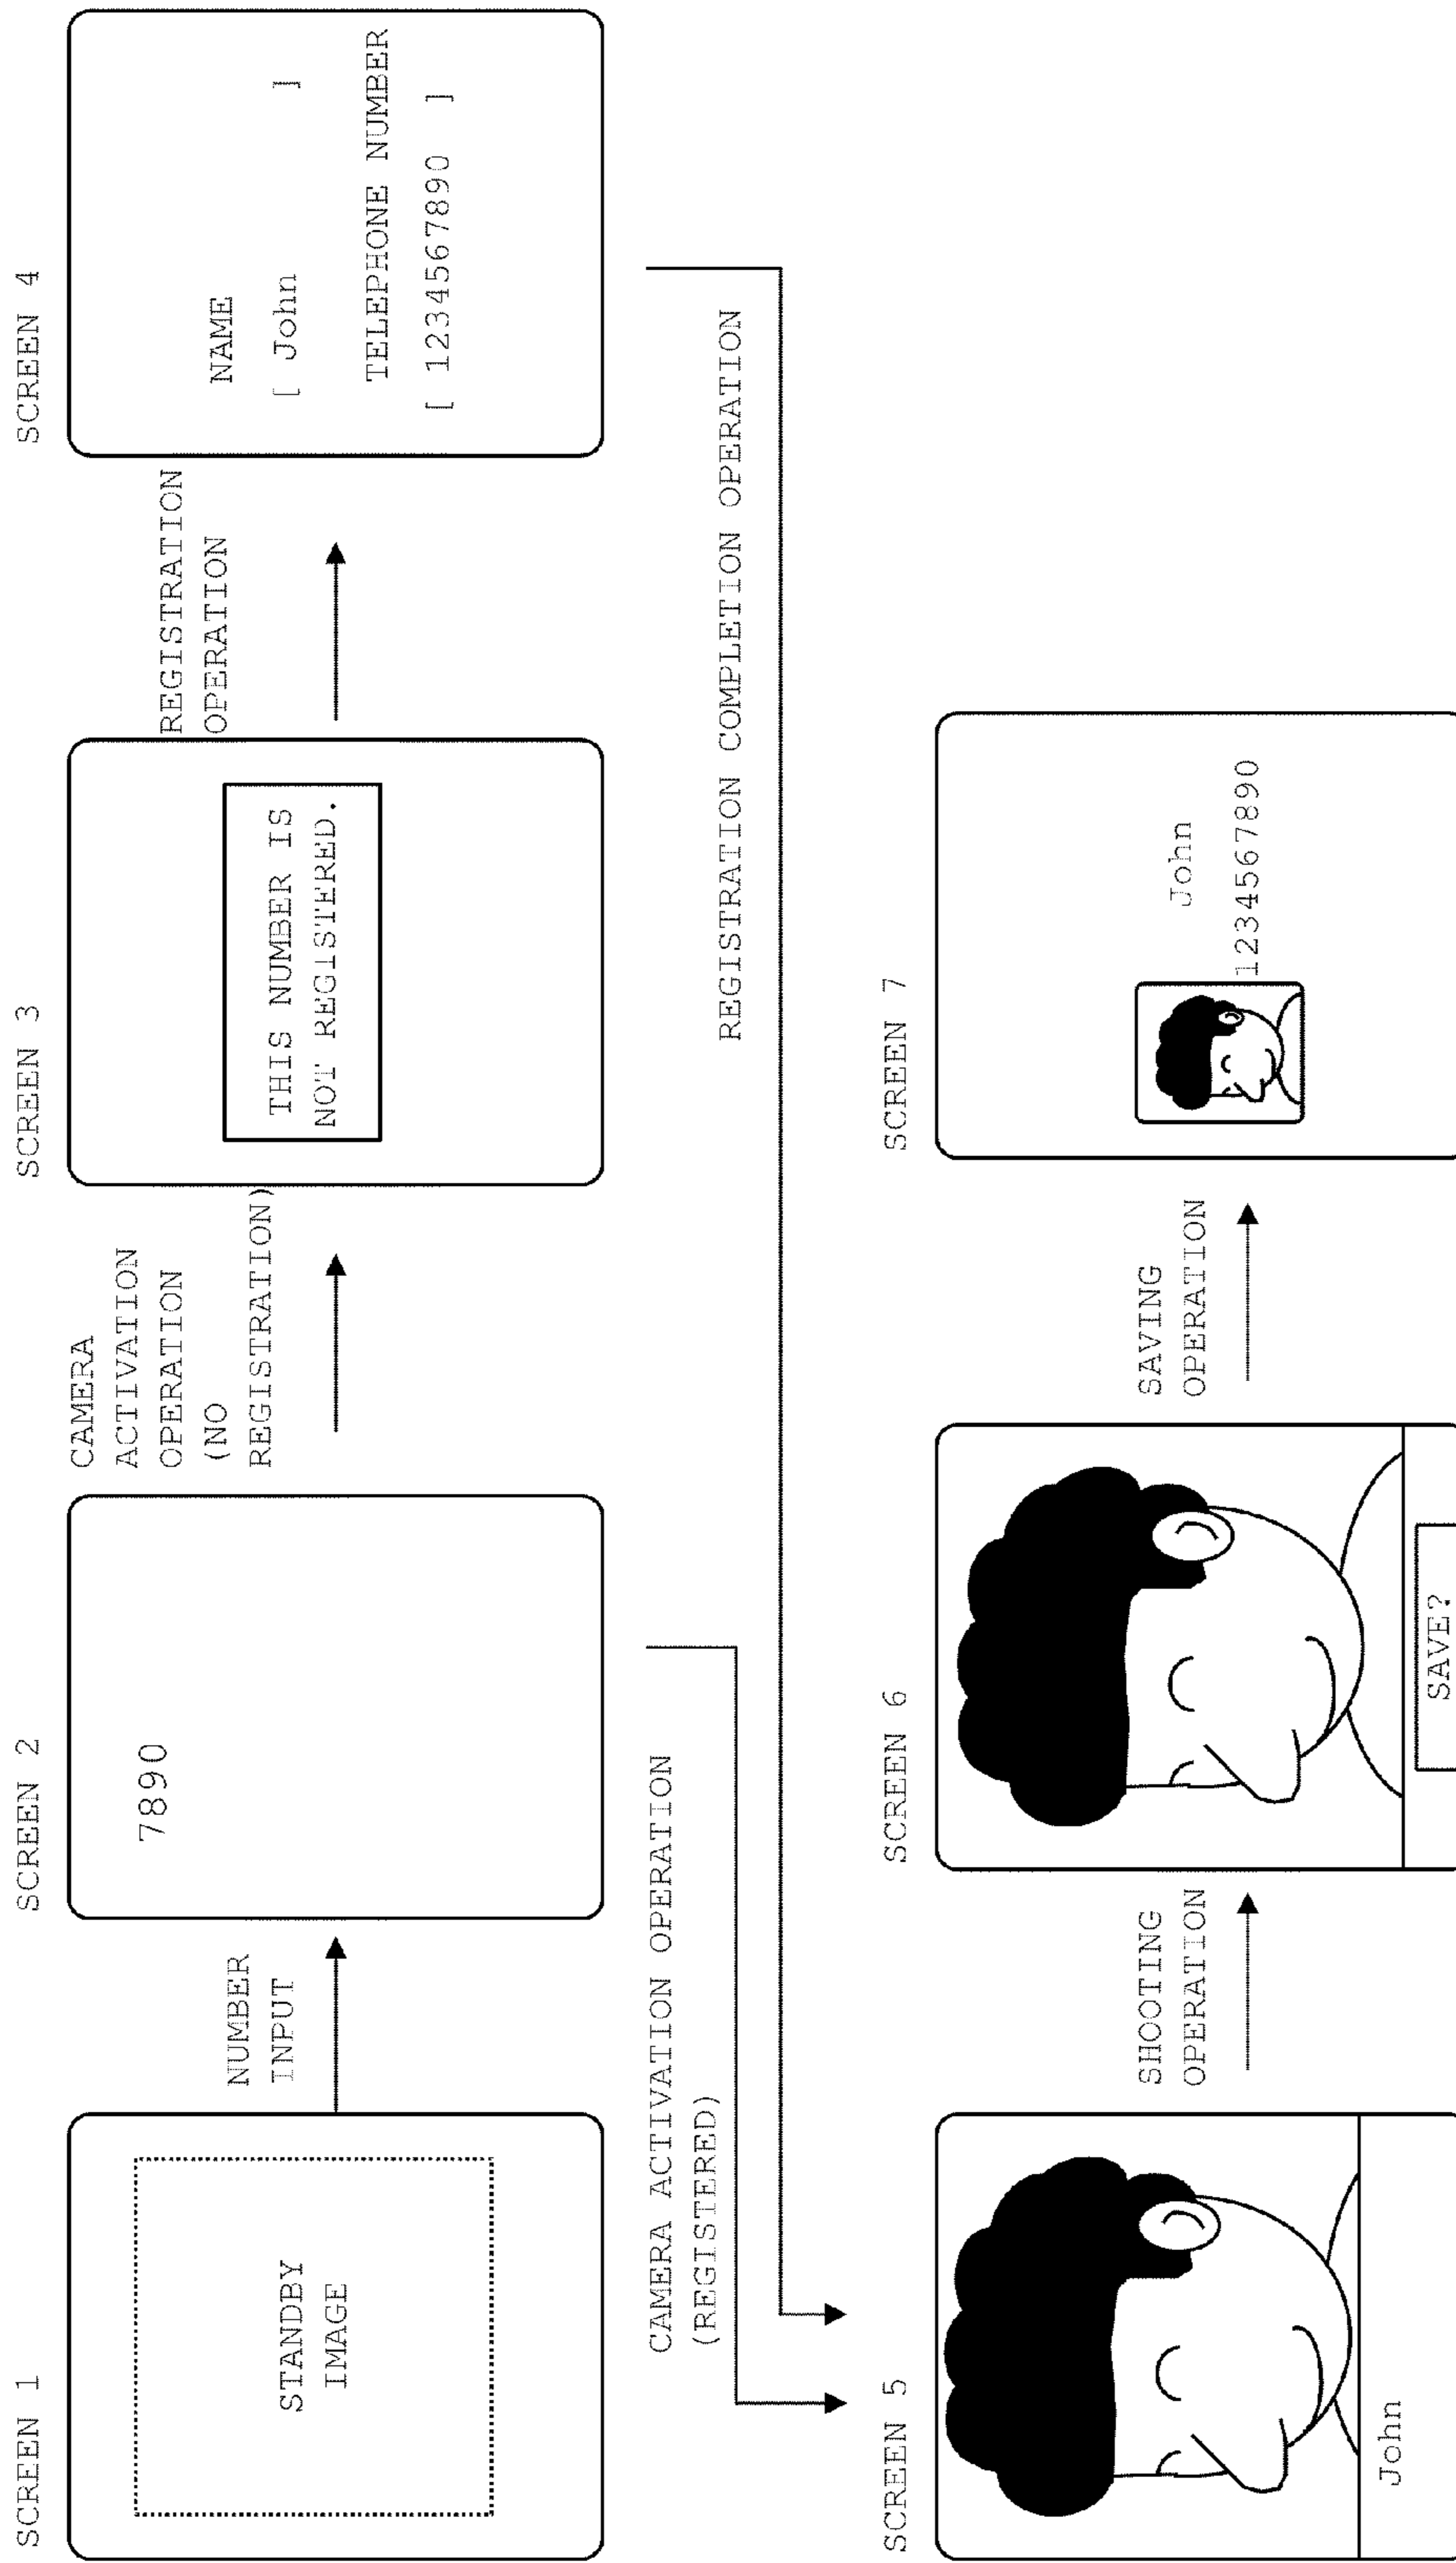 SCREEN 1
STANDBY
IMAGE
NUMBER
INPUT
SCREEN 2
7890
CAMERA
ACTIVATION
OPERATION
(NO
REGISTRATION)
SCREEN 3
THIS NUMBER IS
NOT REGISTERED.
REGISTRATION
OPERATION
SCREEN 4
NAME
[ John ]
TELEPHONE NUMBER
[ 1234567890 ]
CAMERA ACTIVATION OPERATION
(REGISTERED)
REGISTRATION COMPLETION OPERATION
SCREEN 5
John
SHOOTING
OPERATION
SCREEN 6
SAVE?
SAVING
OPERATION
SCREEN 7
John
1234567890